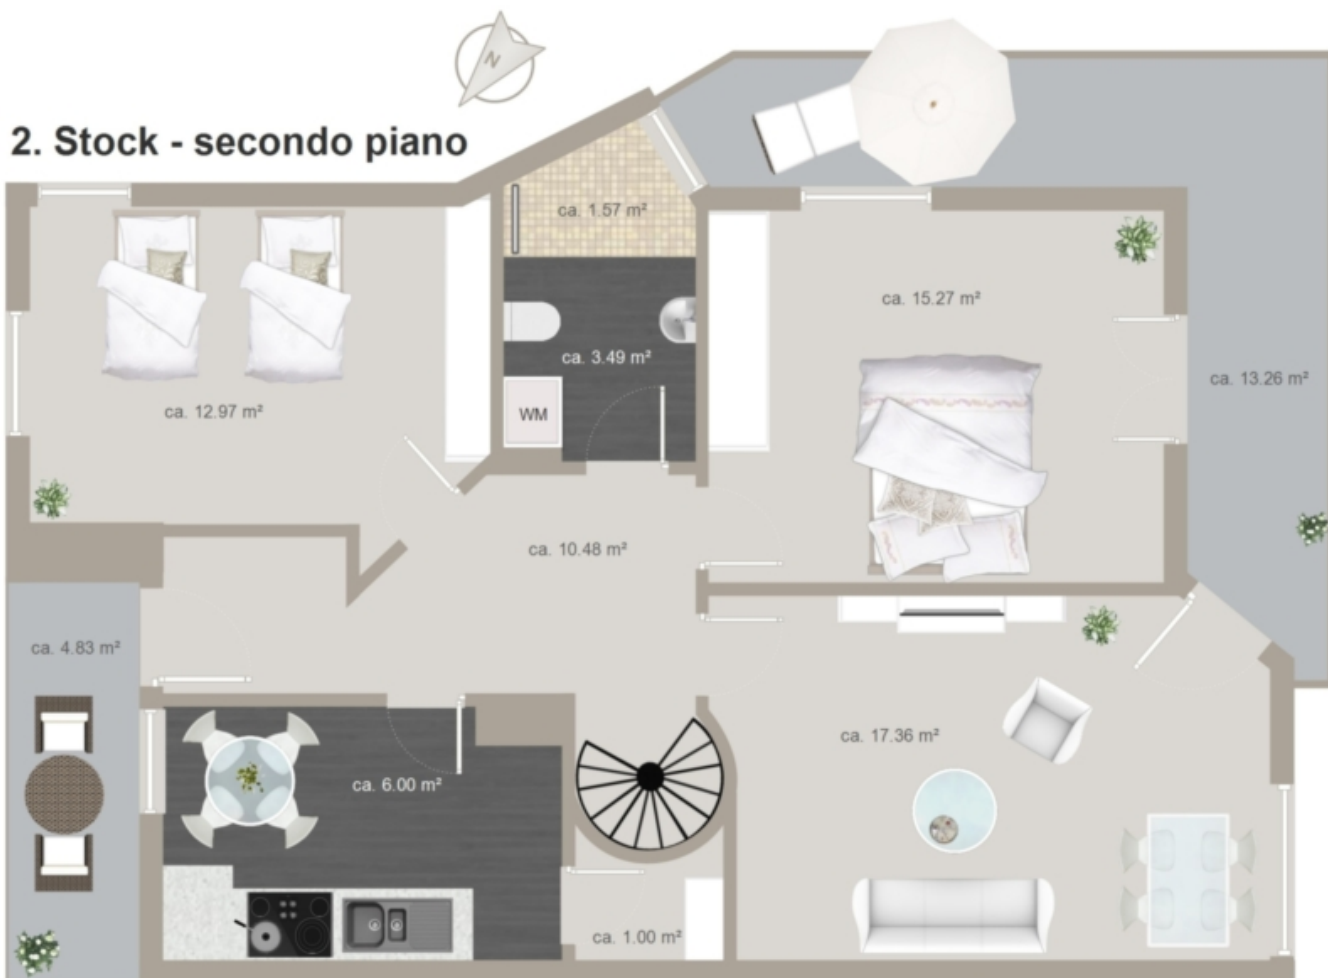 N
2. Stock - secondo piano
ca. 1.57 m²
ca. 15.27 m²
ca. 3.49 m²
ca. 13.26 m²
ca. 12.97 m²
WM
ca. 10.48 m²
ca. 4.83 m²
ca. 17.36 m²
ca. 6.00 m²
ca. 1.00 m²